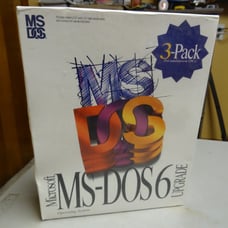 MS
DOS
3-Pack
MS
DOS
Microsoft
MS-DOS 6
UPGRADE
Operating System